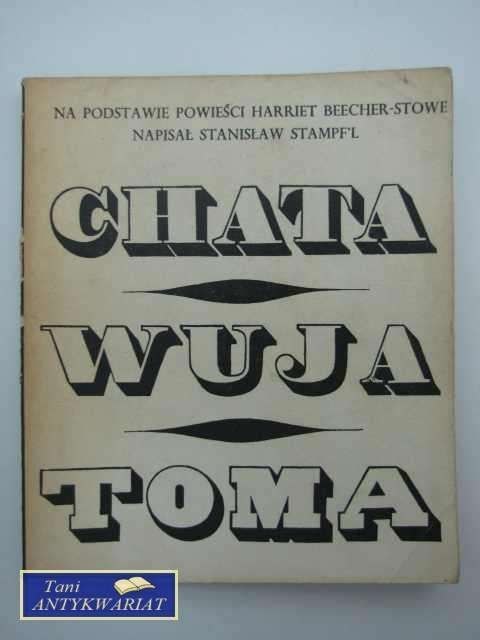 NA PODSTAWIE POWIEŚCI HARRIET BEECHER-STOWE
NAPISAŁ STANISŁAW STAMPF'L
CHATA
WUJA
TOMA
Tani
ANTYKWARIAT